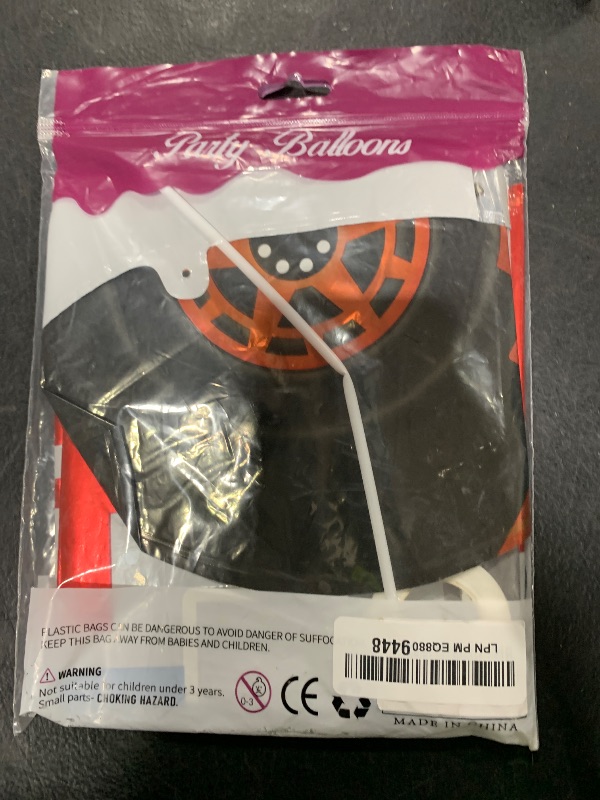 Party Balloons
PLASTIC BAGS CAN BE DANGEROUS TO AVOID DANGER OF
KEEP THIS BAG AWAY FROM BABIES AND CHILDREN.
WARNING
Not suitable for children under 3 years.
Small parts- CHOKING HAZARD.
0-3
CE
LPN PM EQ880 9448
MADE IN CHINA